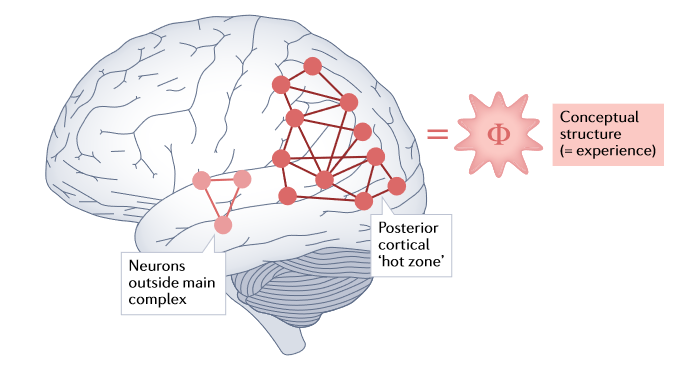 =
Φ
Conceptual
structure
(= experience)
Posterior
cortical
‘hot zone’
Neurons
outside main
complex